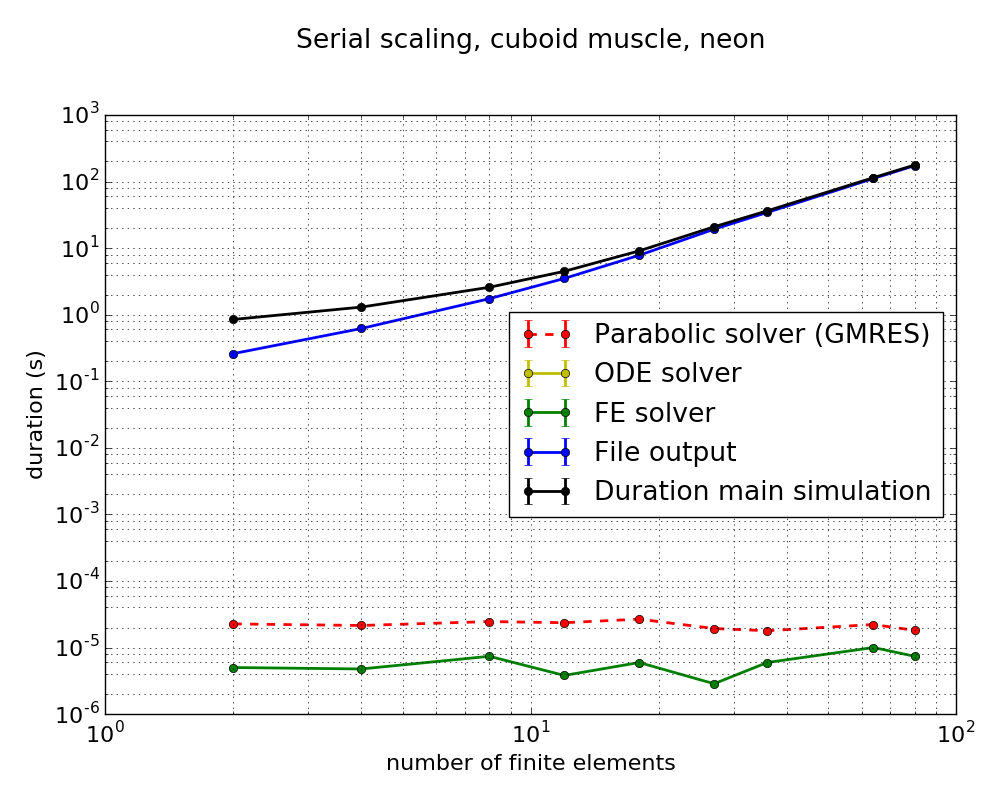 Serial scaling, cuboid muscle, neon
10^3
10^2
10^1
10^0
10^-1
10^-2
10^-3
10^-4
10^-5
10^-6
duration (s)
Parabolic solver (GMRES)
ODE solver
FE solver
File output
Duration main simulation
10^0 10^1 10^2
number of finite elements